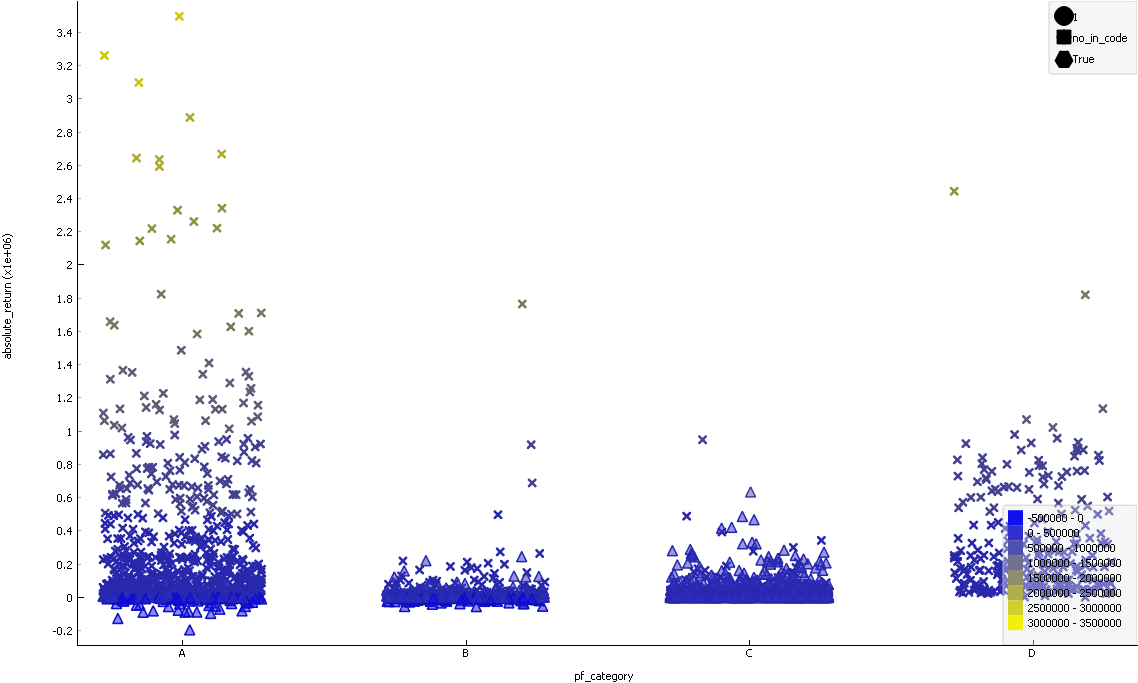 1
no_in_code
True
3.4
3.2
3
2.8
2.6
2.4
2.2
2
1.8
1.6
1.4
1.2
1
0.8
0.6
0.4
0.2
0
-0.2
absolute_return (x1e+06)
-500000 - 0
0 - 500000
500000 - 1000000
1000000 - 1500000
1500000 - 2000000
2000000 - 2500000
2500000 - 3000000
3000000 - 3500000
A B C D
pf_category